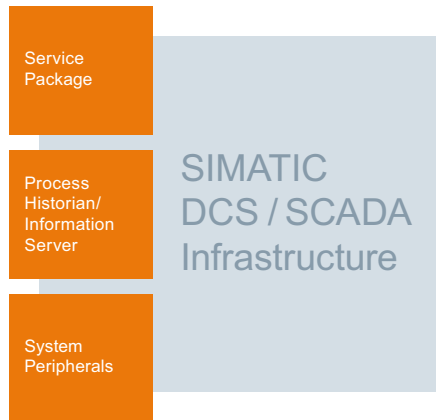 Service
Package
Process
Historian/
Information
Server
System
Peripherals
SIMATIC
DCS / SCADA
Infrastructure